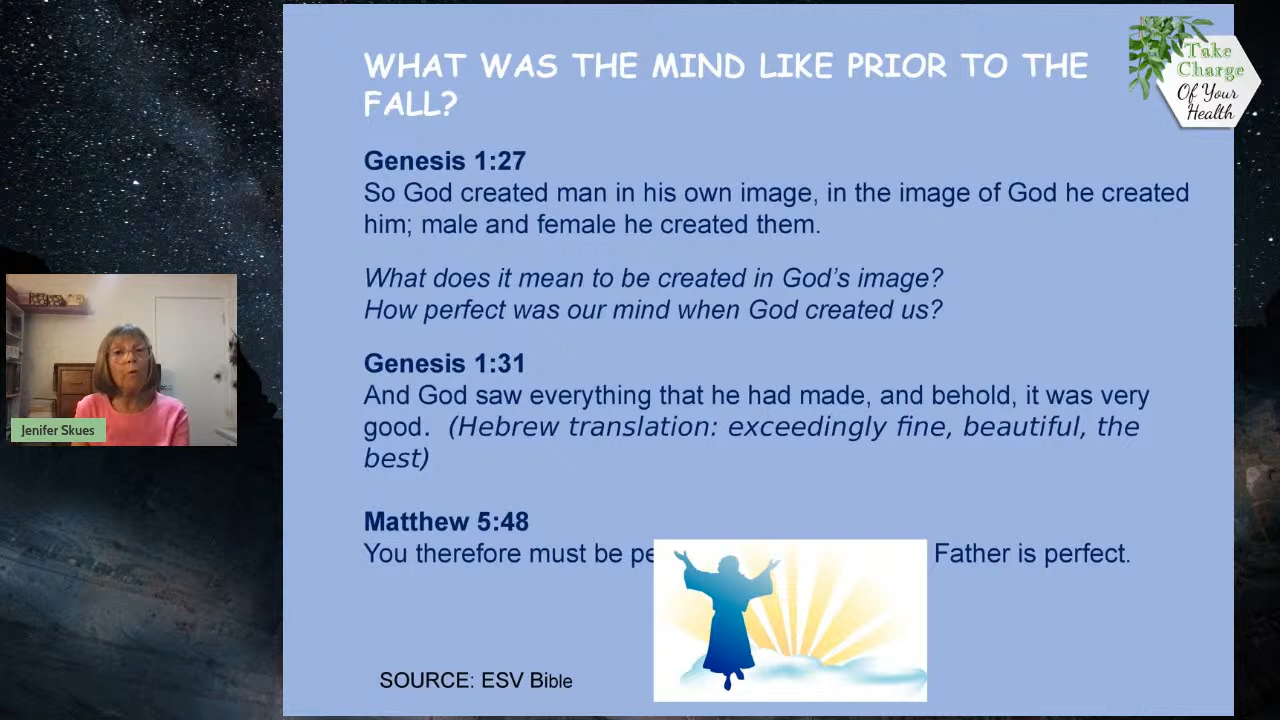 WHAT WAS THE MIND LIKE PRIOR TO THE
FALL?
Take
Charge
Of Your
Health
Genesis 1:27
So God created man in his own image, in the image of God he created
him; male and female he created them.
What does it mean to be created in God’s image?
How perfect was our mind when God created us?
Genesis 1:31
And God saw everything that he had made, and behold, it was very
good. (Hebrew translation: exceedingly fine, beautiful, the
best)
Jenifer Skues
Matthew 5:48
You therefore must be Father is perfect.
SOURCE: ESV Bible